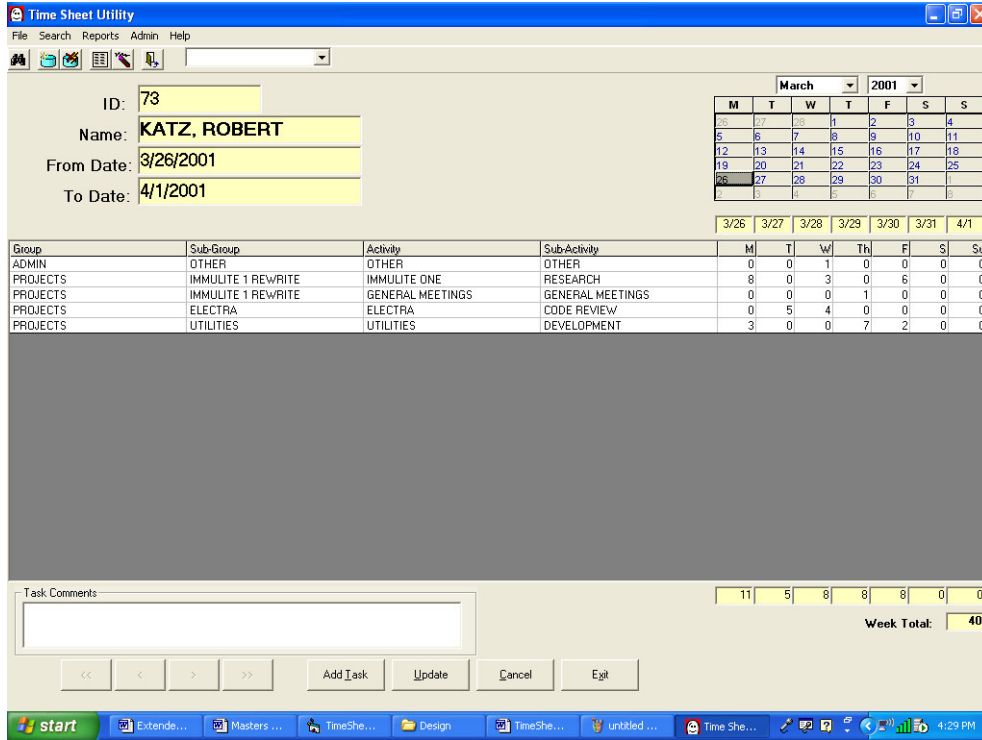 Time Sheet Utility
File Search Reports Admin Help
March 2001
ID: 73
Name: KATZ, ROBERT
From Date: 3/26/2001
To Date: 4/1/2001
M T W T F S S
26 27 28 1 2 3 4
5 6 7 8 9 10 11
12 13 14 15 16 17 18
19 20 21 22 23 24 25
26 27 28 29 30 31 1
2 3 4 5 6 7 8
3/26 3/27 3/28 3/29 3/30 3/31 4/1
Group Sub-Group Activity Sub-Activity M T W Th F S Su
ADMIN OTHER OTHER OTHER 0 0 1 0 0 0 0
PROJECTS IMMULITE 1 REWRITE IMMULITE ONE RESEARCH 8 0 3 0 6 0 0
PROJECTS IMMULITE 1 REWRITE GENERAL MEETINGS GENERAL MEETINGS 0 0 0 1 0 0 0
PROJECTS ELECTRA ELECTRA CODE REVIEW 0 5 4 0 0 0 0
PROJECTS UTILITIES UTILITIES DEVELOPMENT 3 0 0 7 2 0 0
Task Comments
11 5 8 8 8 0 0
Week Total: 40
<< < > >> Add Task Update Cancel Exit
start Extende... Masters ... TimeShe... Design TimeShe... untitled ... Time She... 4:29 PM